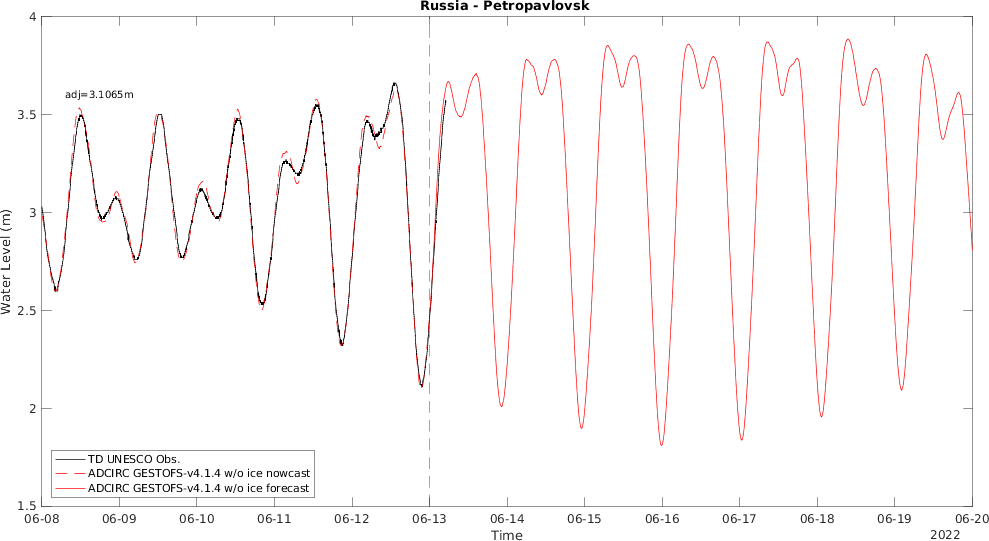 Russia - Petropavlovsk
adj=3.1065m
4
3.5
3
2.5
2
1.5
Water Level (m)
TD UNESCO Obs.
ADCIRC GESTOFS-v4.1.4 w/o ice nowcast
ADCIRC GESTOFS-v4.1.4 w/o ice forecast
06-08 06-09 06-10 06-11 06-12 06-13 06-14 06-15 06-16 06-17 06-18 06-19 06-20
Time
2022